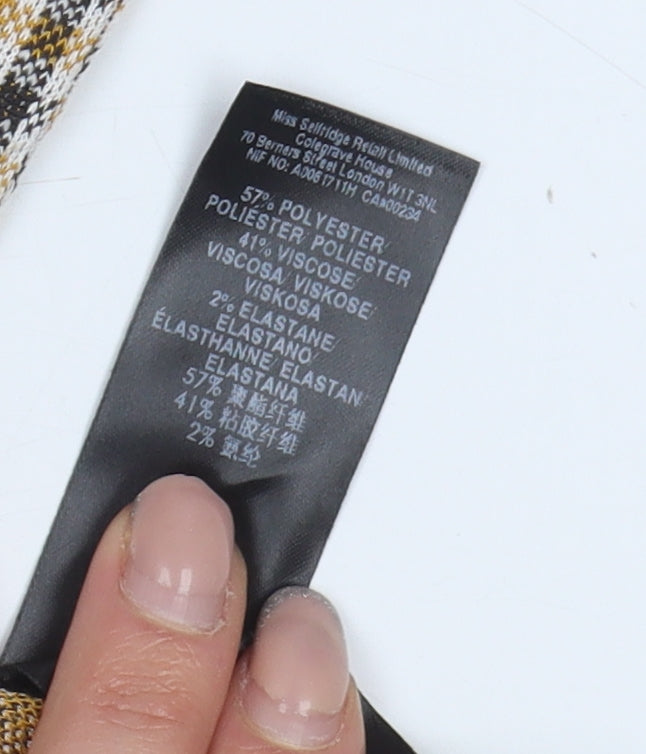 Miss Selfridge Retail Limited
Colegrave House
70 Berners Street London W1T 3NL
NIF NO: A0061711H CA#00234
57% POLYESTER/
POLIESTER/ POLIESTER
41% VISCOSE/
VISCOSA/ VISKOSE/
VISKOSA
2% ELASTANE/
ELASTANO/
ÉLASTHANNE/ ELASTAN/
ELASTANA
57% 聚酯纤维
41% 粘胶纤维
2% 氨纶